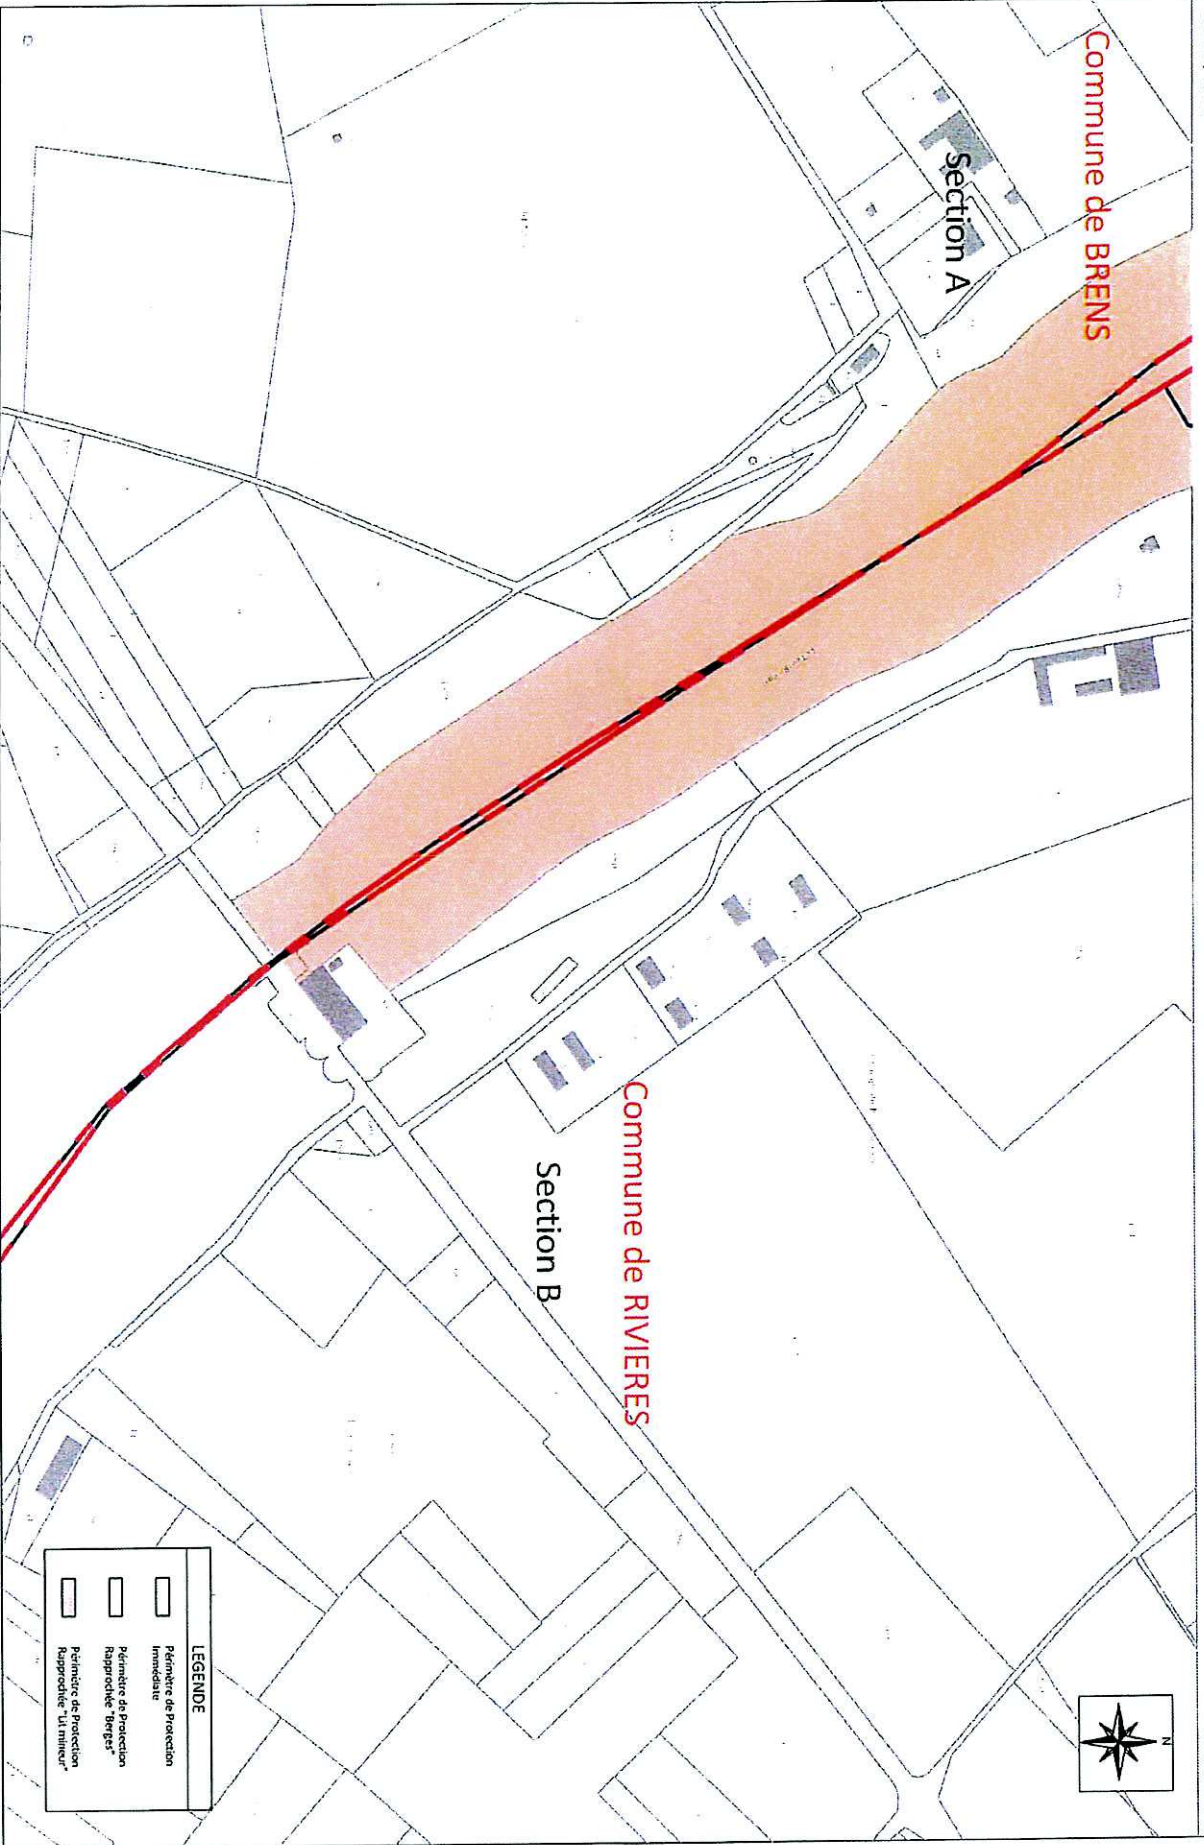 Commune de BRENS
Section A
Commune de RIVIERES
Section B
N
LEGENDE
Périmètre de Protection
Immédiate
Périmètre de Protection
Rapprochée "Berges"
Périmètre de Protection
Rapprochée "Lit mineur"